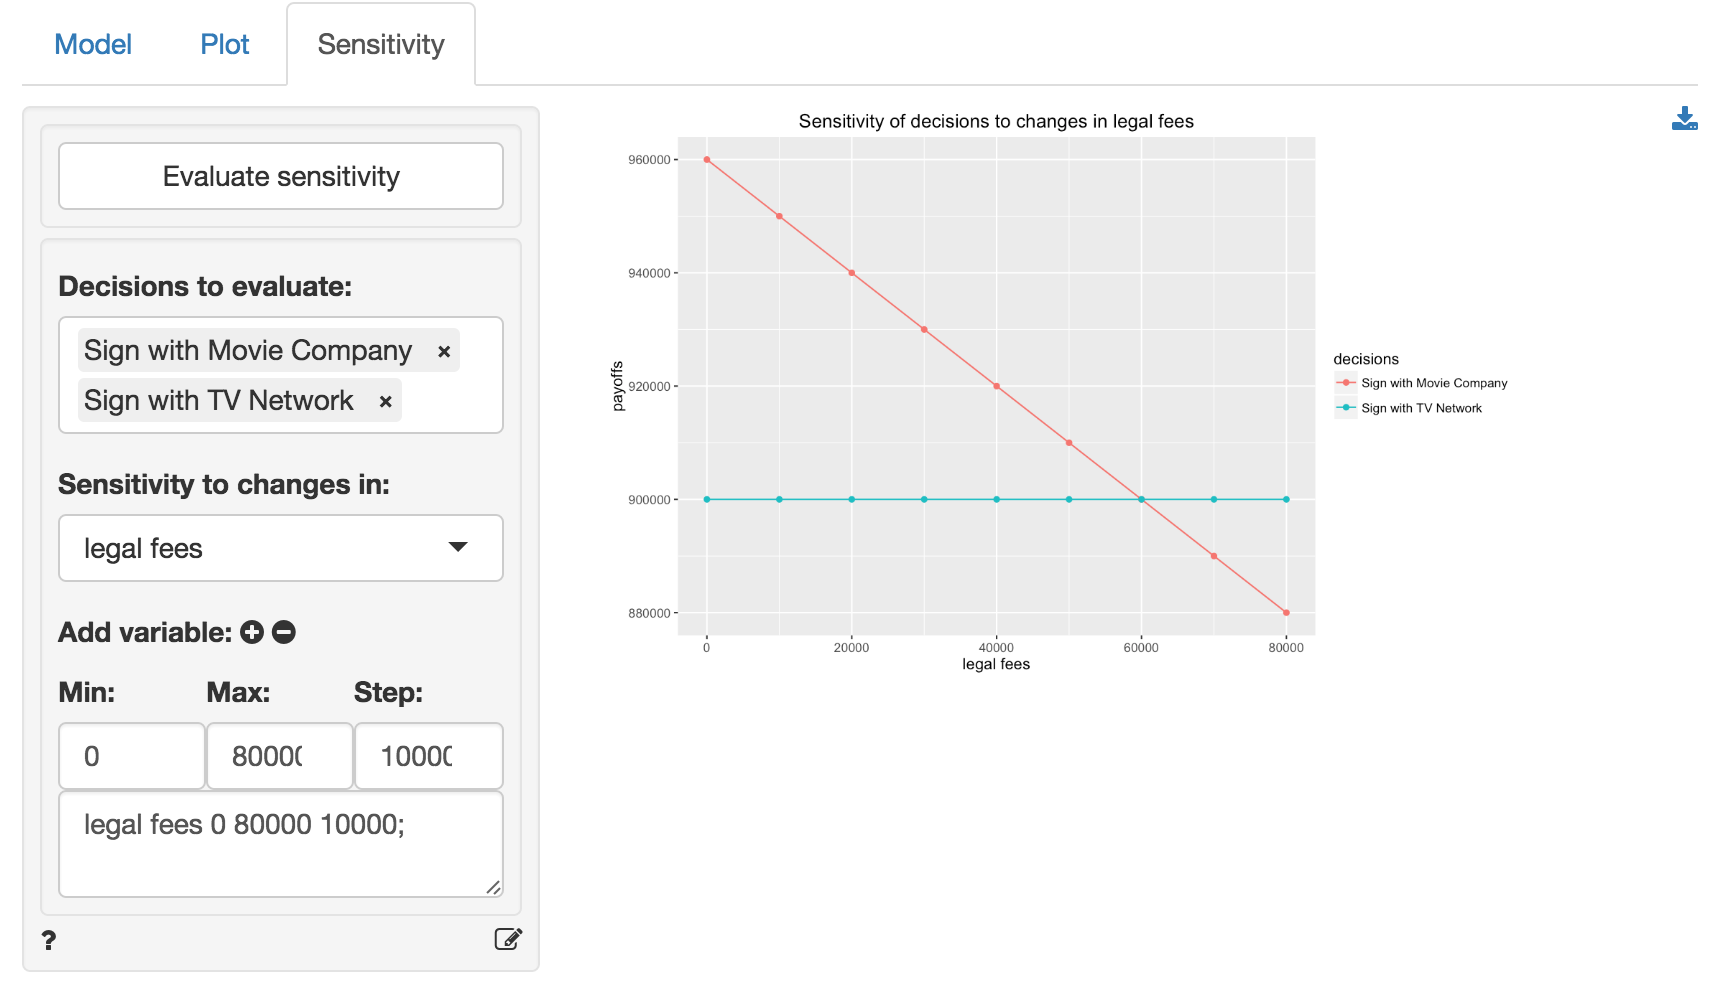 Model Plot Sensitivity
Evaluate sensitivity
Decisions to evaluate:
Sign with Movie Company ×
Sign with TV Network ×
Sensitivity to changes in:
legal fees
Add variable:
Min: Max: Step:
0 80000 10000
legal fees 0 80000 10000;
?
Sensitivity of decisions to changes in legal fees
960000
940000
920000
900000
880000
payoffs
0 20000 40000 60000 80000
legal fees
decisions
Sign with Movie Company
Sign with TV Network